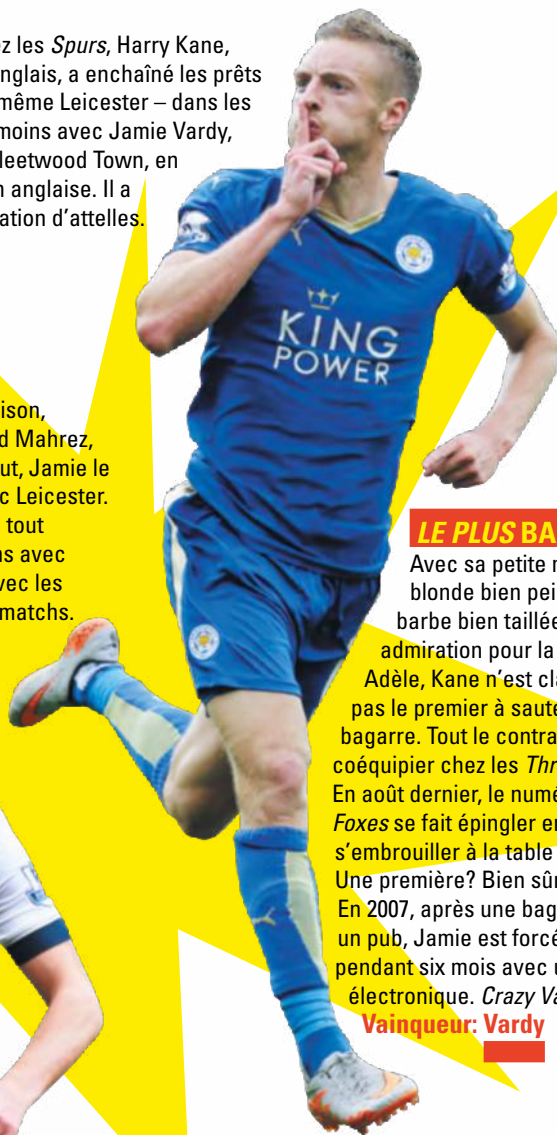 ez les Spurs, Harry Kane,
nglais, a enchaîné les prêts
même Leicester – dans les
moins avec Jamie Vardy,
leetwood Town, en
n anglaise. Il a
ation d’attelles.
KING
POWER
ison,
d Mahrez,
ut, Jamie le
c Leicester.
tout
ns avec
vec les
matchs.
LE PLUS BA
Avec sa petite
blonde bien pei
barbe bien taillée
admiration pour la
Adèle, Kane n’est cla
pas le premier à saute
bagarre. Tout le contra
coéquipier chez les Thr
En août dernier, le numé
Foxes se fait épingler en
s’embrouiller à la table
Une première? Bien sûr
En 2007, après une bag
un pub, Jamie est forcé
pendant six mois avec u
électronique. Crazy Va
Vainqueur: Vardy